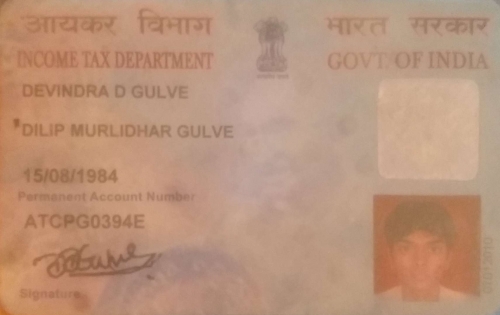 आयकर विभाग
INCOME TAX DEPARTMENT
भारत सरकार
GOVT. OF INDIA
DEVINDRA D GULVE
DILIP MURLIDHAR GULVE
15/08/1984
Permanent Account Number
ATCPG0394E
Signature